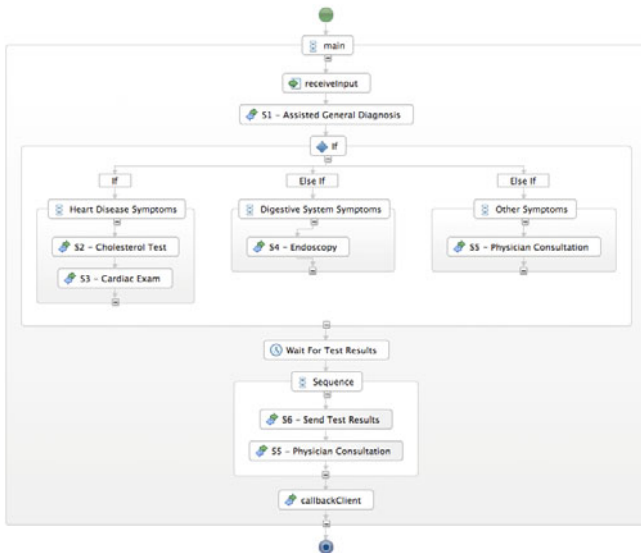 main
receiveInput
S1 - Assisted General Diagnosis
If
If
Else If
Else If
Heart Disease Symptoms
Digestive System Symptoms
Other Symptoms
S2 - Cholesterol Test
S4 - Endoscopy
S5 - Physician Consultation
S3 - Cardiac Exam
Wait For Test Results
Sequence
S6 - Send Test Results
S5 - Physician Consultation
callbackClient